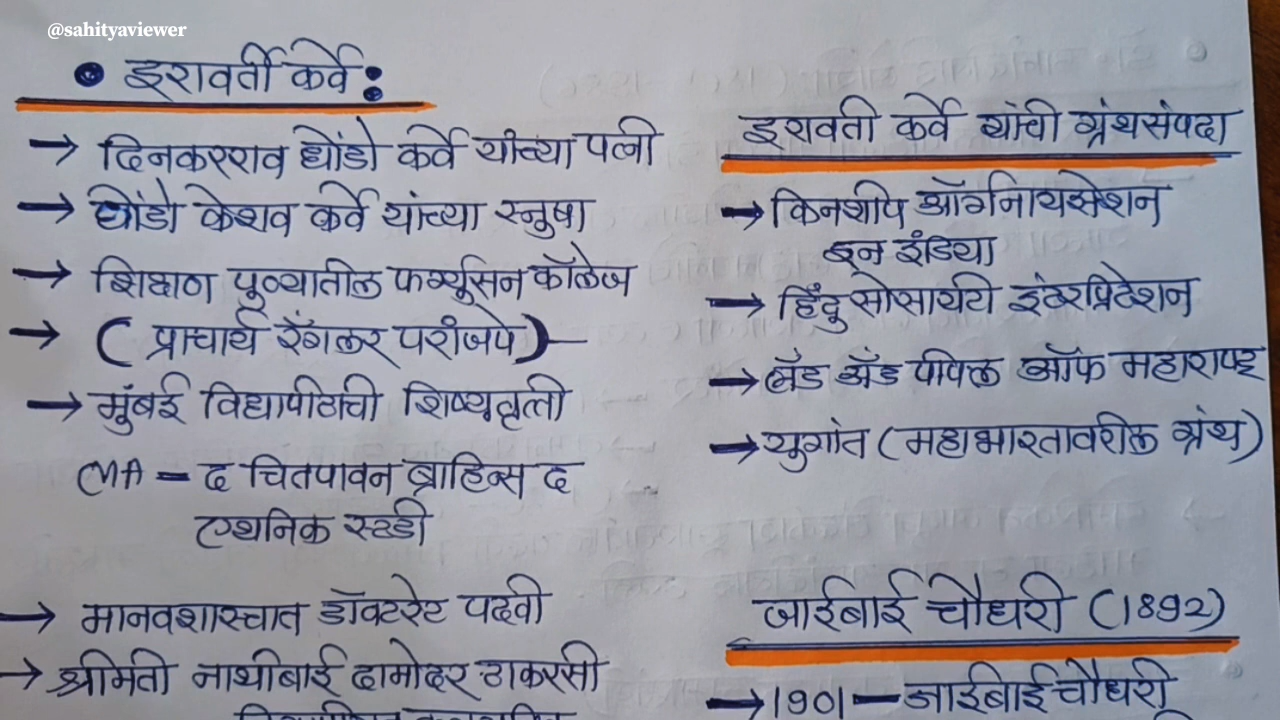 @sahityaviewer
• इरावती कर्वे :
→ दिनकरराव धोंडो कर्वे यांच्या पत्नी
→ धोंडो केशव कर्वे यांच्या स्नुषा
→ शिक्षण पुण्यातील फर्ग्युसन कॉलेज
→ ( प्राचार्य रँगलर परांजपे )
→ मुंबई विद्यापीठाची शिष्यवृत्ती
MA – द चितपावन ब्राहिन्स द
एथनिक स्टडी
→ मानवशास्त्रात डॉक्टरेट पदवी
→ श्रीमती नाथीबाई दामोदर ठाकरसी
इरावती कर्वे यांची ग्रंथसंपदा
→ किनशीप ऑर्गनायझेशन
इन इंडिया
→ हिंदु सोसायटी इंटरप्रिटेशन
→ लँड अँड पीपल ऑफ महाराष्ट्र
→ युगांत ( महाभारतावरील ग्रंथ )
जाईबाई चौधरी (1892)
→ 1901 – जाईबाई चौधरी